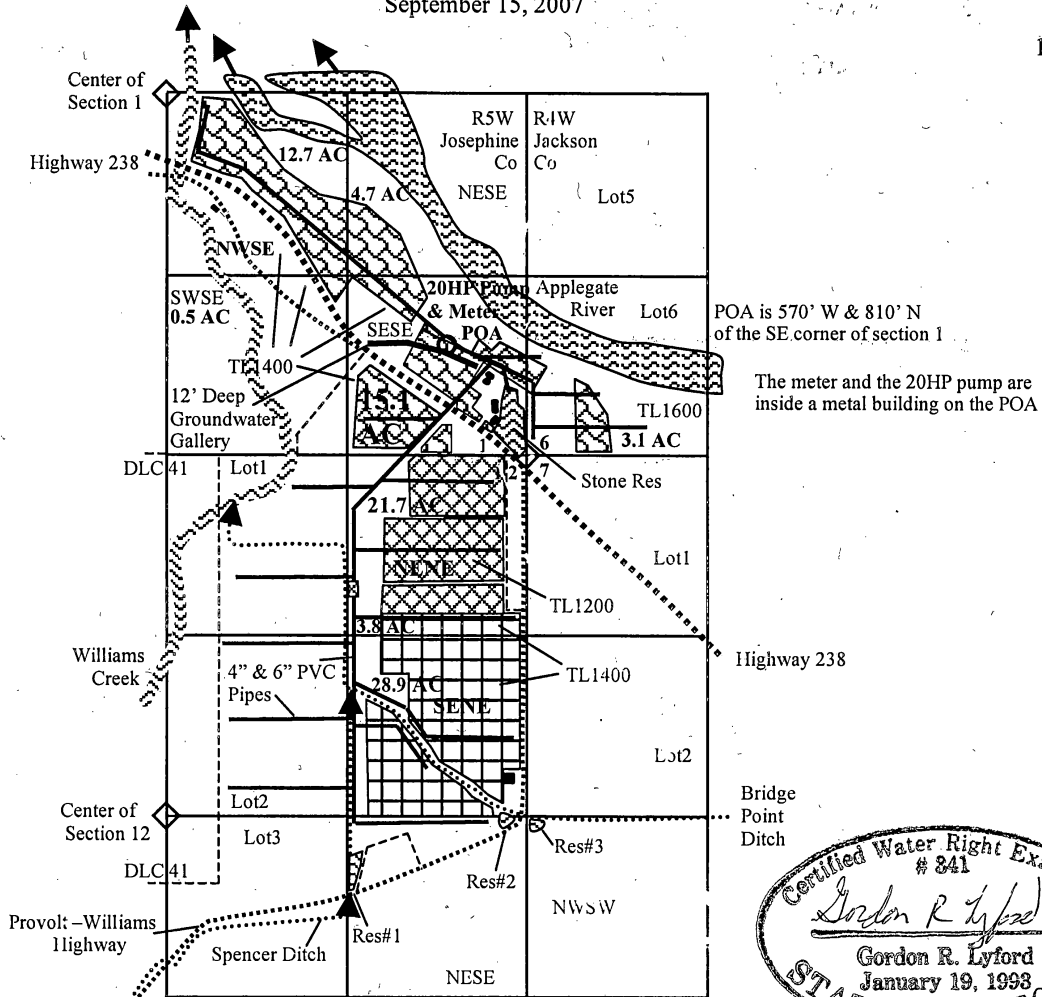 September 15, 2007
Center of
Section 1
R5W
Josephine
Co
R4W
Jackson
Co
12.7 AC
Highway 238
4.7 AC
NESE
Lot5
NWSE
SWSE
0.5 AC
20HP Pump
& Meter
POA
Applegate
River
Lot6
POA is 570' W & 810' N
of the SE corner of section 1
SESE
TL1400
The meter and the 20HP pump are
inside a metal building on the POA
12' Deep
Groundwater
Gallery
15.1
AC
TL1600
3.1 AC
1
6
2
7
DLC 41
Lot1
Stone Res
21.7 AC
Lot1
NENE
TL1200
3.8 AC
Williams
Creek
4" & 6" PVC
Pipes
Highway 238
TL1400
28.9 AC
SENE
Lot2
Center of
Section 12
Lot2
Lot3
Bridge
Point
Ditch
Res#3
Res#2
DLC 41
NWSW
Provolt-Williams
Highway
Res#1
Spencer Ditch
NESE
Certified Water Right Exa
# 341
Gordon R Lyford
Gordon R. Lyford
January 19, 1993
STA